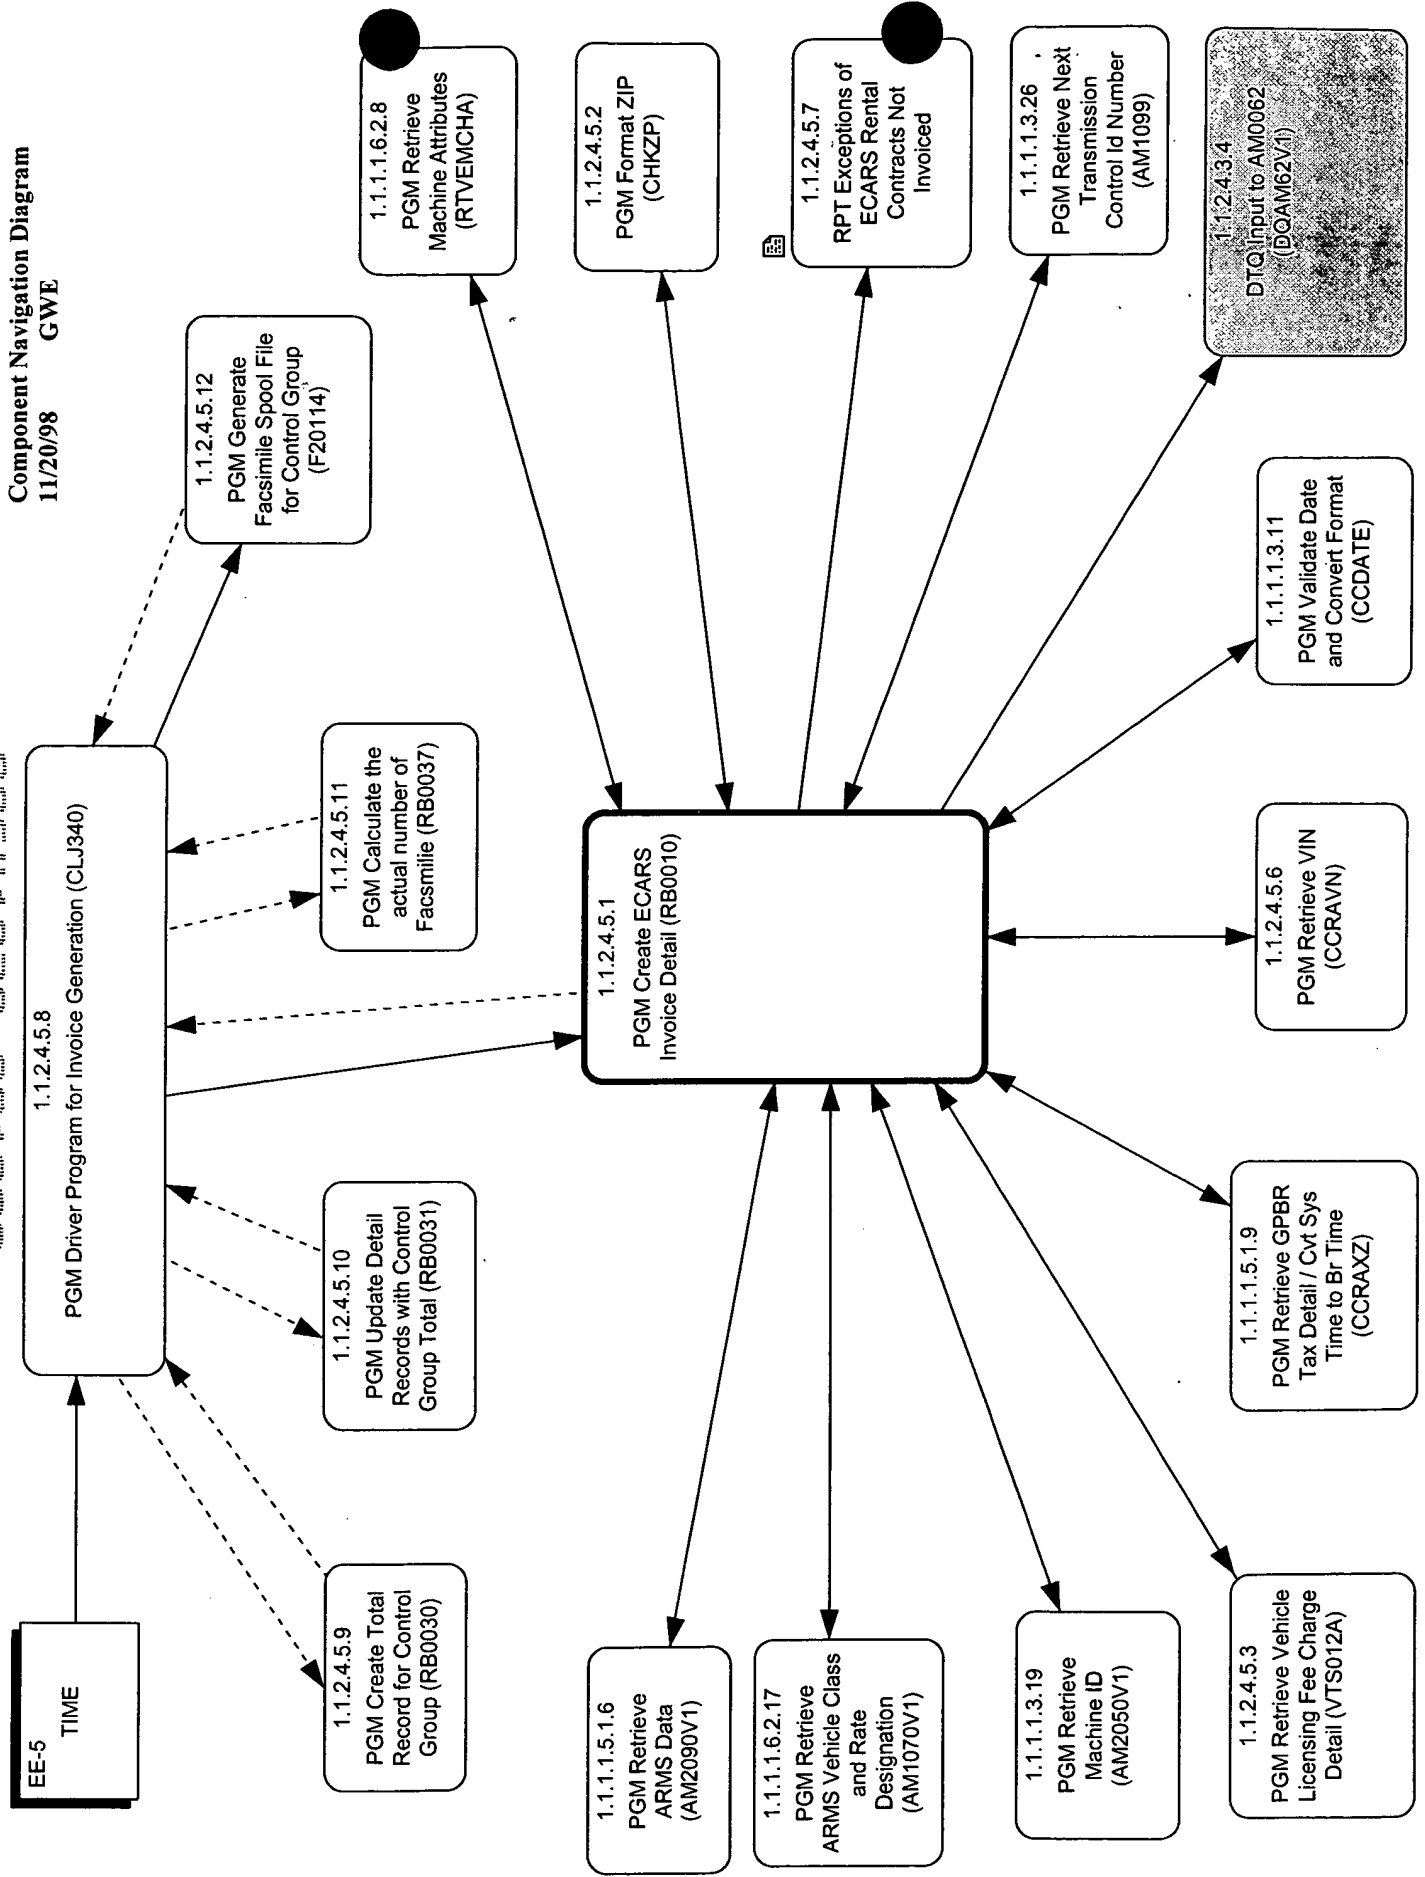 Component Navigation Diagram
11/20/98 GWE
EE-5
TIME
1.1.2.4.5.8
PGM Driver Program for Invoice Generation (CLJ340)
1.1.2.4.5.12
PGM Generate
Facsimile Spool File
for Control Group
(F20114)
1.1.2.4.5.9
PGM Create Total
Record for Control
Group (RB0030)
1.1.2.4.5.10
PGM Update Detail
Records with Control
Group Total (RB0031)
1.1.2.4.5.11
PGM Calculate the
actual number of
Facsmilie (RB0037)
1.1.1.1.6.2.8
PGM Retrieve
Machine Attributes
(RTVEMCHA)
1.1.1.1.5.1.6
PGM Retrieve
ARMS Data
(AM2090V1)
1.1.2.4.5.1
PGM Create ECARS
Invoice Detail (RB0010)
1.1.2.4.5.2
PGM Format ZIP
(CHKZP)
1.1.1.1.6.2.17
PGM Retrieve
ARMS Vehicle Class
and Rate
Designation
(AM1070V1)
1.1.2.4.5.7
RPT Exceptions of
ECARS Rental
Contracts Not
Invoiced
1.1.1.1.3.19
PGM Retrieve
Machine ID
(AM2050V1)
1.1.1.1.3.26
PGM Retrieve Next
Transmission
Control Id Number
(AM1099)
1.1.2.4.5.3
PGM Retrieve Vehicle
Licensing Fee Charge
Detail (VTS012A)
1.1.1.1.5.1.9
PGM Retrieve GPBR
Tax Detail / Cvt Sys
Time to Br Time
(CCRAXZ)
1.1.2.4.5.6
PGM Retrieve VIN
(CCRAVN)
1.1.1.1.3.11
PGM Validate Date
and Convert Format
(CCDATE)
1.1.2.4.3.4
DTQ Input to AM0062
(DQAM62V1)